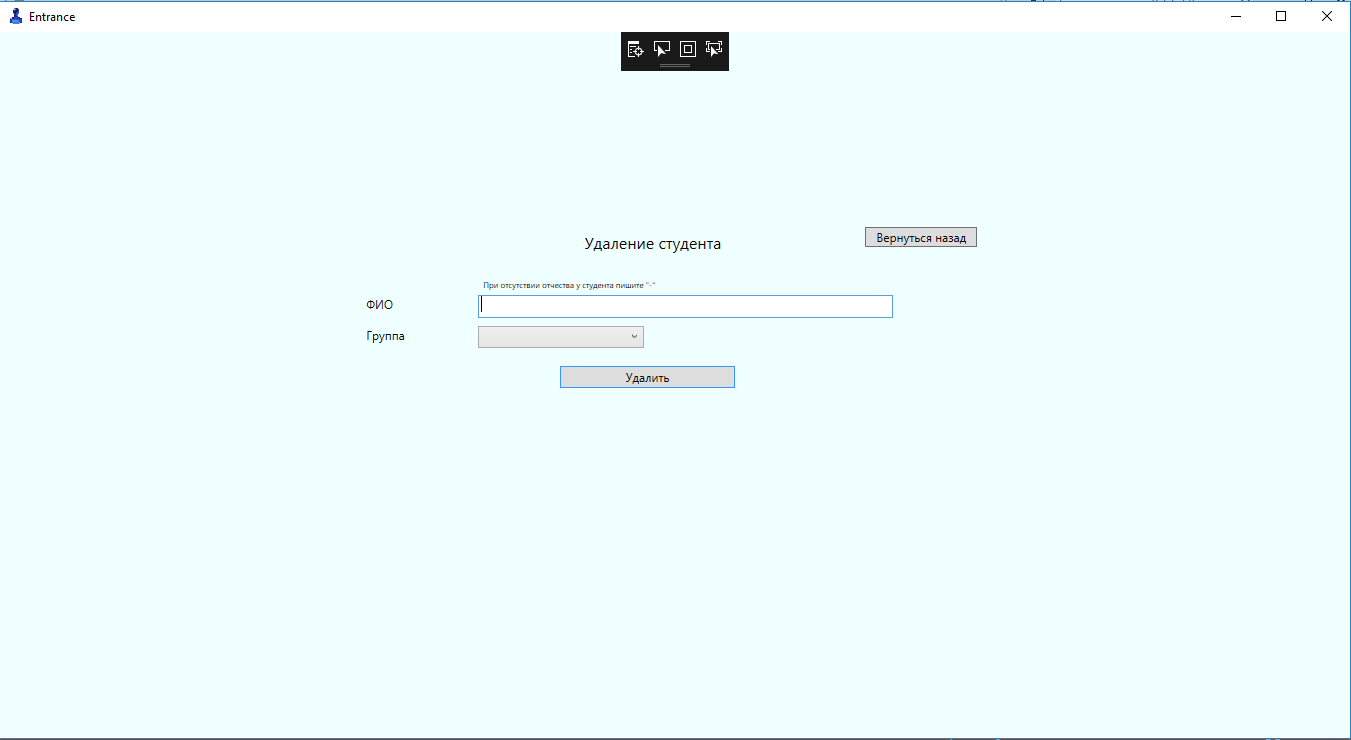 Entrance
Удаление студента
Вернуться назад
При отсутствии отчества у студента пишите "-"
ФИО
Группа
Удалить